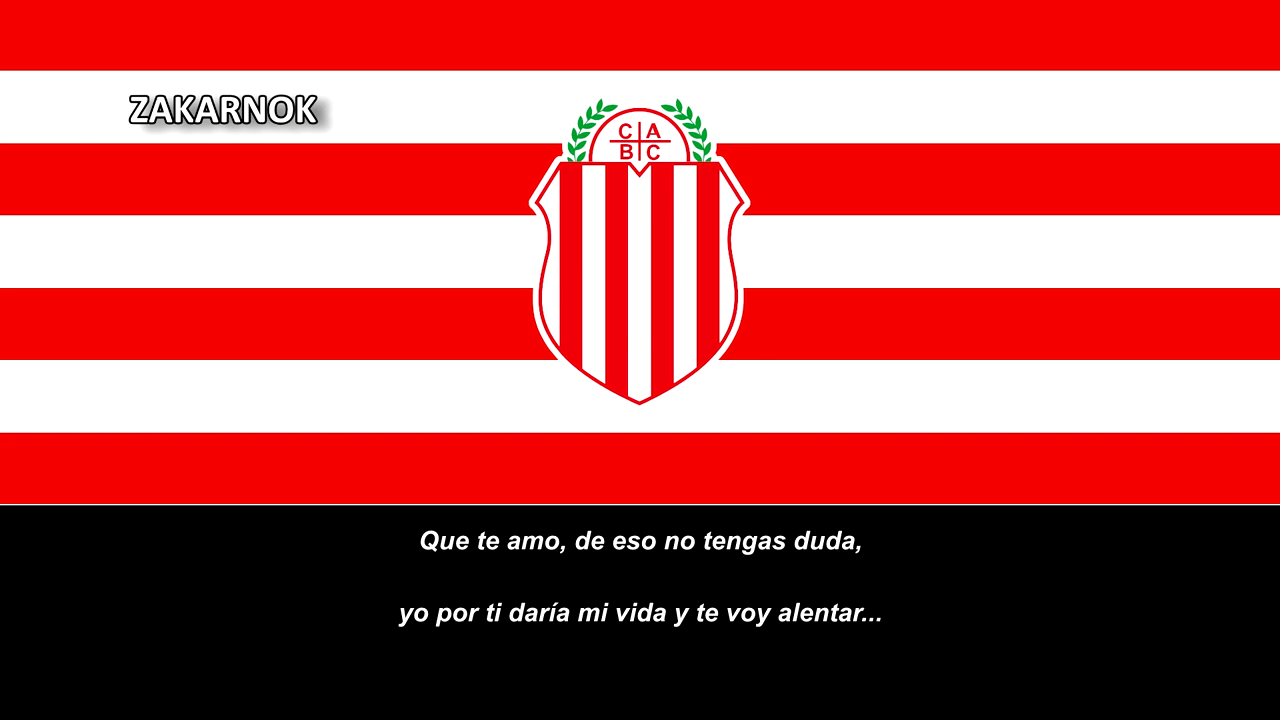 ZAKARNOK
C A
B C
Que te amo, de eso no tengas duda,
yo por ti daría mi vida y te voy alentar...